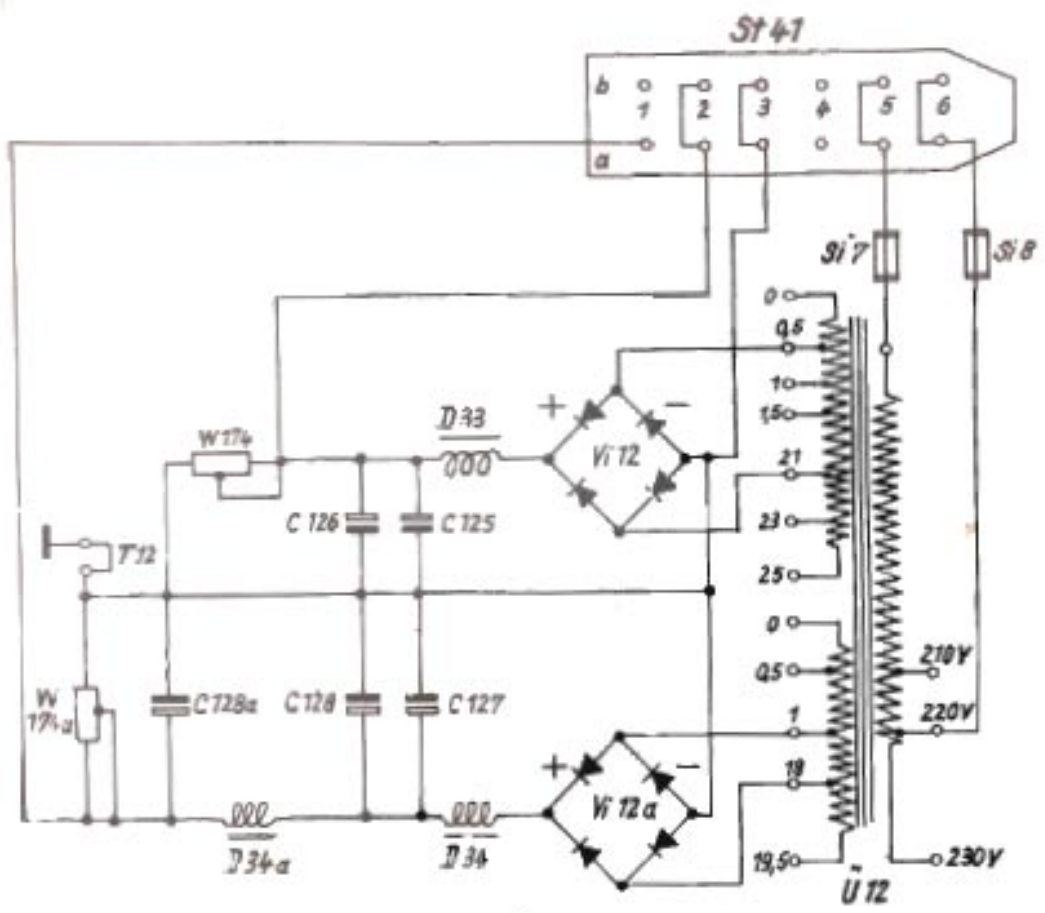 St 41
b
1 2 3 4 5 6
a
Si 7
Si 8
0
0,5
1
1,5
21
23
25
D 33
+ -
Vi 12
W 174
C 126
C 125
T 12
0
0,5
1
19,5
210V
220V
230V
W
174a
C 128a
C 128
C 127
+ -
Vi 12a
D 34a
D 34
Ü 12